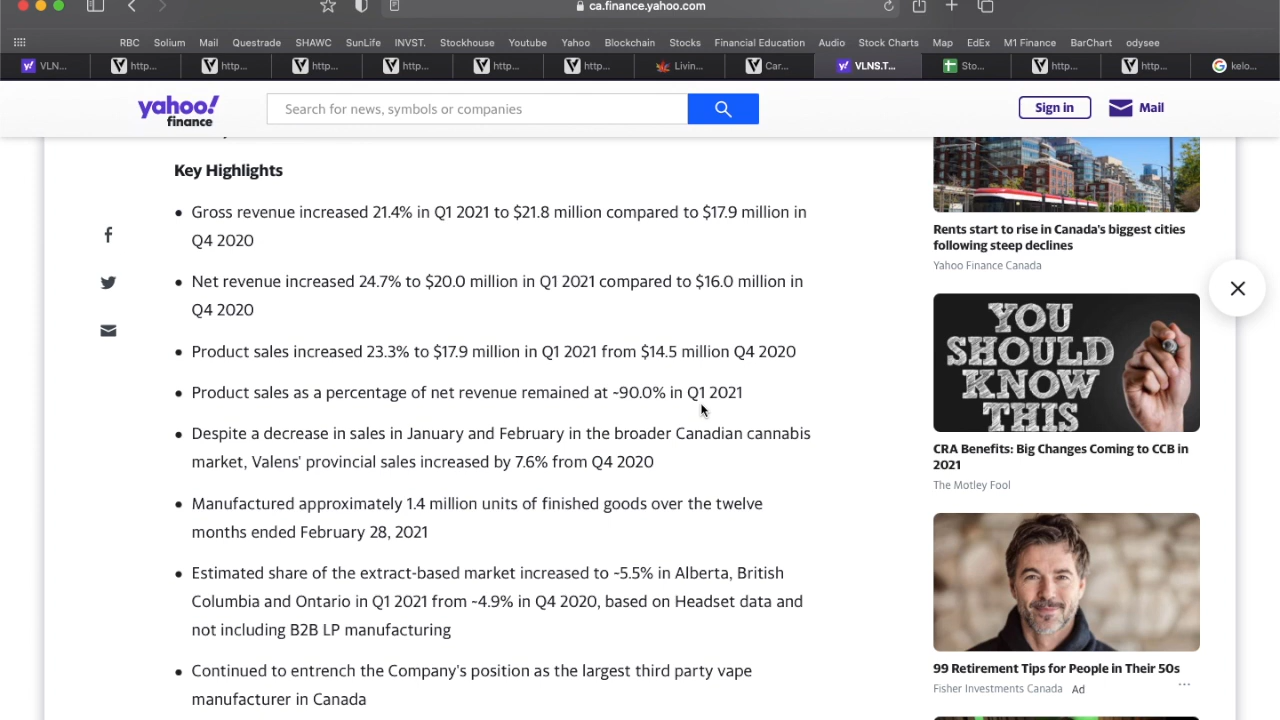 ca.finance.yahoo.com
RBC Solium Mail Questrade SHAWC SunLife INVST. Stockhouse Youtube Yahoo Blockchain Stocks Financial Education Audio Stock Charts Map EdEx M1 Finance BarChart odysee
VLN... http... http... http... http... http... http... Livin... Car... VLNS.T... Sto... http... http... kelo...
yahoo!
finance
Search for news, symbols or companies
Sign in
Mail
Key Highlights
• Gross revenue increased 21.4% in Q1 2021 to $21.8 million compared to $17.9 million in
Q4 2020
• Net revenue increased 24.7% to $20.0 million in Q1 2021 compared to $16.0 million in
Q4 2020
• Product sales increased 23.3% to $17.9 million in Q1 2021 from $14.5 million Q4 2020
• Product sales as a percentage of net revenue remained at ~90.0% in Q1 2021
• Despite a decrease in sales in January and February in the broader Canadian cannabis
market, Valens' provincial sales increased by 7.6% from Q4 2020
• Manufactured approximately 1.4 million units of finished goods over the twelve
months ended February 28, 2021
• Estimated share of the extract-based market increased to ~5.5% in Alberta, British
Columbia and Ontario in Q1 2021 from ~4.9% in Q4 2020, based on Headset data and
not including B2B LP manufacturing
• Continued to entrench the Company's position as the largest third party vape
manufacturer in Canada
Rents start to rise in Canada's biggest cities
following steep declines
Yahoo Finance Canada
YOU
SHOULD
KNOW
THIS
CRA Benefits: Big Changes Coming to CCB in
2021
The Motley Fool
99 Retirement Tips for People in Their 50s
Fisher Investments Canada Ad
...